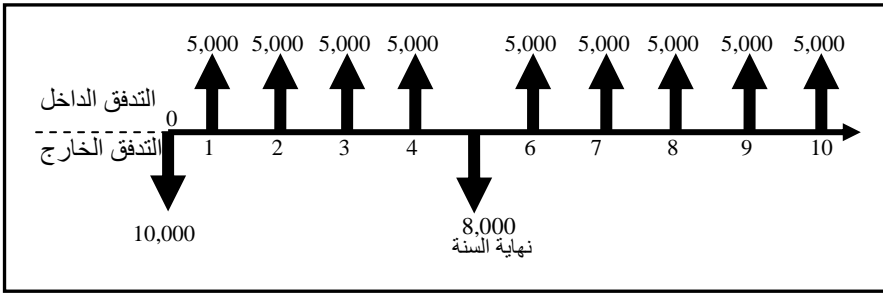 5,000 5,000 5,000 5,000 5,000 5,000 5,000 5,000 5,000
التدفق الداخل
0
التدفق الخارج
1 2 3 4 6 7 8 9 10
10,000 8,000
نهاية السنة